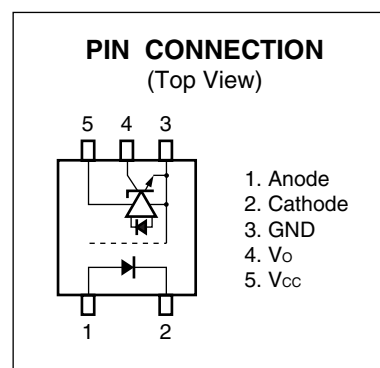 PIN CONNECTION
(Top View)
5 4 3
1. Anode
2. Cathode
3. GND
4. Vo
5. Vcc
1 2